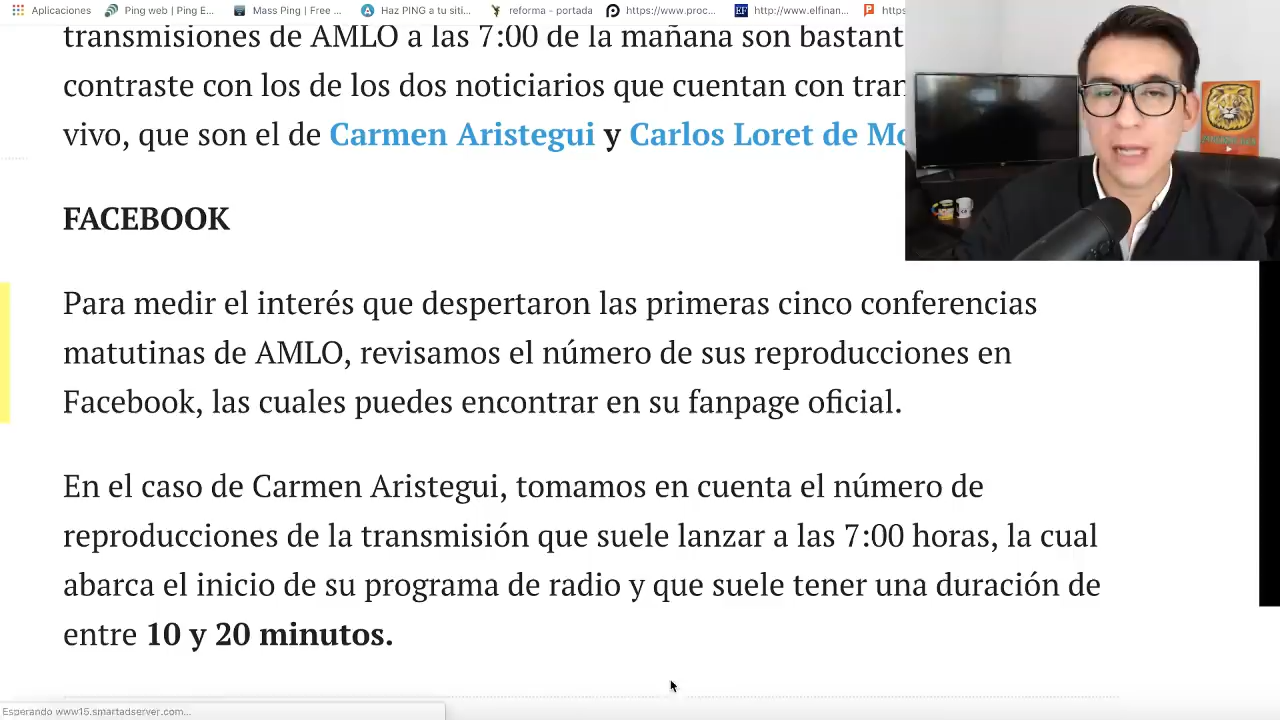 Aplicaciones Ping web | Ping E... Mass Ping | Free ... Haz PING a tu siti... reforma - portada https://www.proc... http://www.elfinan... https
transmisiones de AMLO a las 7:00 de la mañana son bastant
contraste con los de los dos noticiarios que cuentan con tran
vivo, que son el de Carmen Aristegui y Carlos Loret de Mo
FACEBOOK
Para medir el interés que despertaron las primeras cinco conferencias
matutinas de AMLO, revisamos el número de sus reproducciones en
Facebook, las cuales puedes encontrar en su fanpage oficial.
En el caso de Carmen Aristegui, tomamos en cuenta el número de
reproducciones de la transmisión que suele lanzar a las 7:00 horas, la cual
abarca el inicio de su programa de radio y que suele tener una duración de
entre 10 y 20 minutos.
Esperando www15.smartadserver.com...